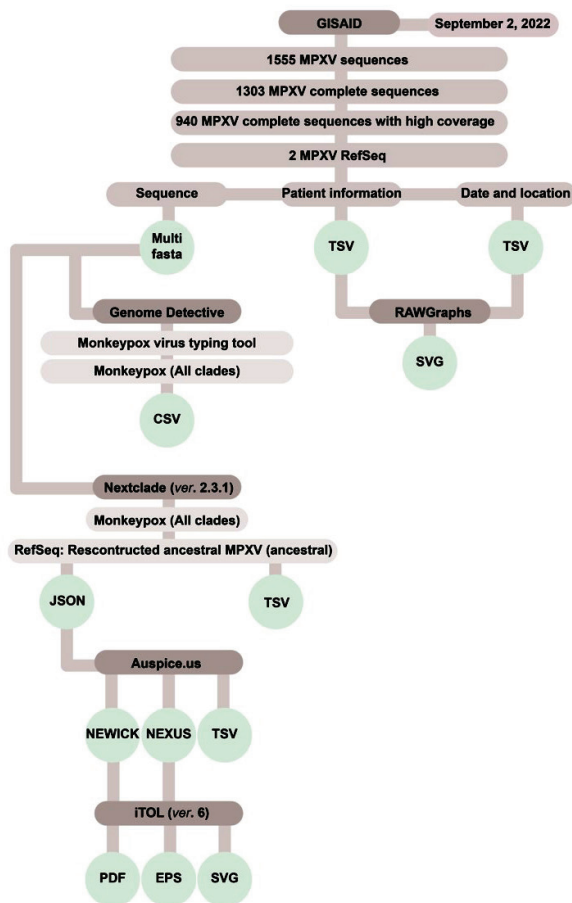 GISAID
September 2, 2022
1555 MPXV sequences
1303 MPXV complete sequences
940 MPXV complete sequences with high coverage
2 MPXV RefSeq
Sequence
Patient information
Date and location
Multi
fasta
TSV
TSV
Genome Detective
RAWGraphs
Monkeypox virus typing tool
Monkeypox (All clades)
SVG
CSV
Nextclade (ver. 2.3.1)
Monkeypox (All clades)
RefSeq: Rescontructed ancestral MPXV (ancestral)
JSON
TSV
Auspice.us
NEWICK
NEXUS
TSV
iTOL (ver. 6)
PDF
EPS
SVG